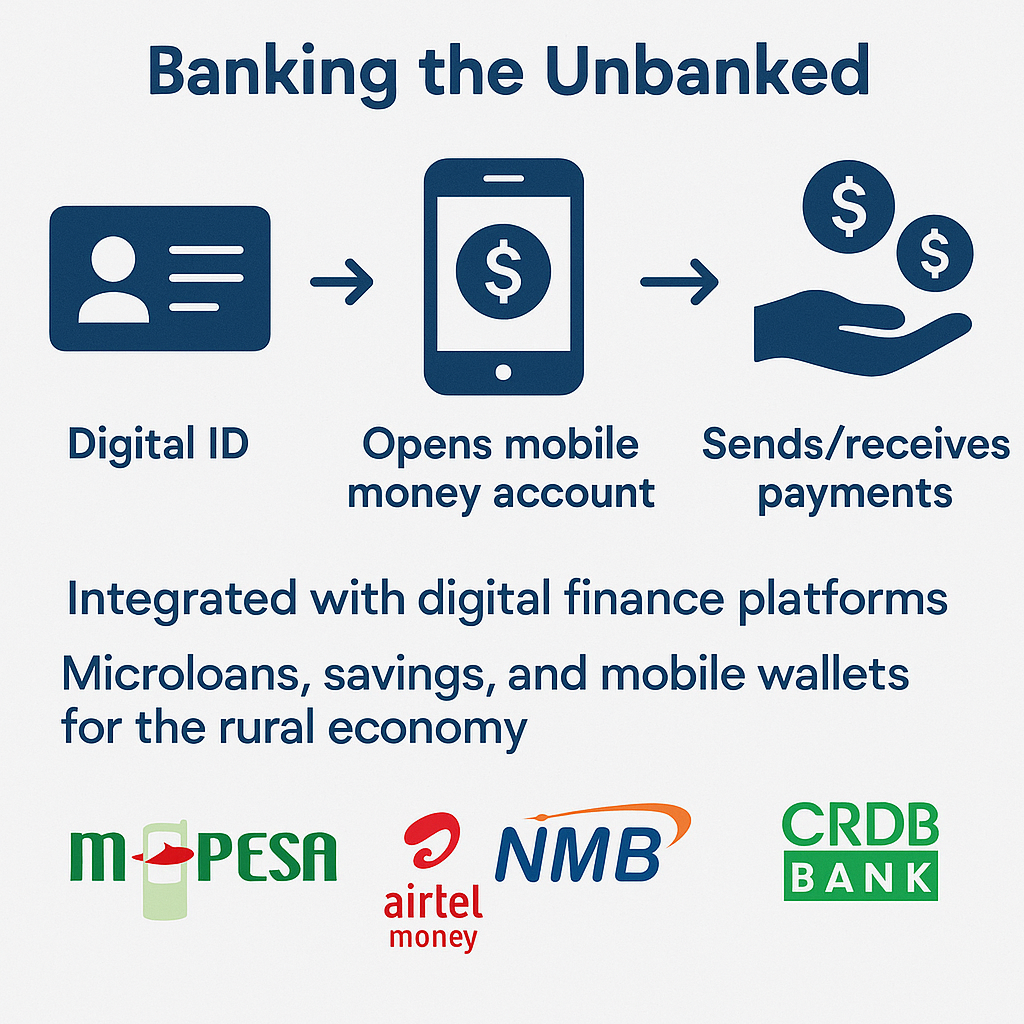 Banking the Unbanked
Digital ID
Opens mobile
money account
Sends/receives
payments
Integrated with digital finance platforms
Microloans, savings, and mobile wallets
for the rural economy
m-PESA
airtel
money
NMB
CRDB
BANK